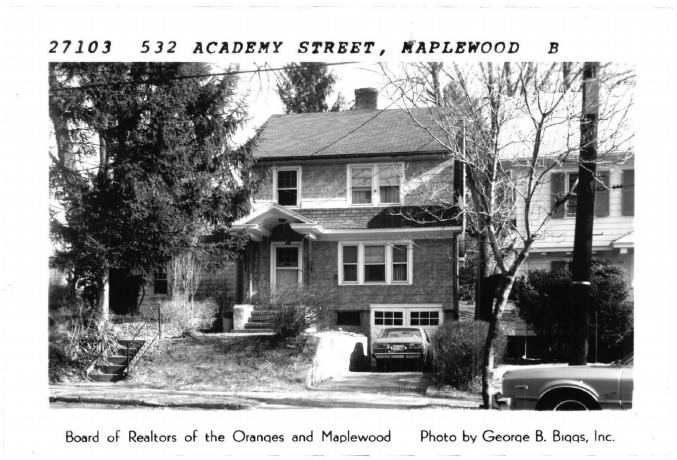 27103 532 ACADEMY STREET, MAPLEWOOD B
Board of Realtors of the Oranges and Maplewood Photo by George B. Biggs, Inc.